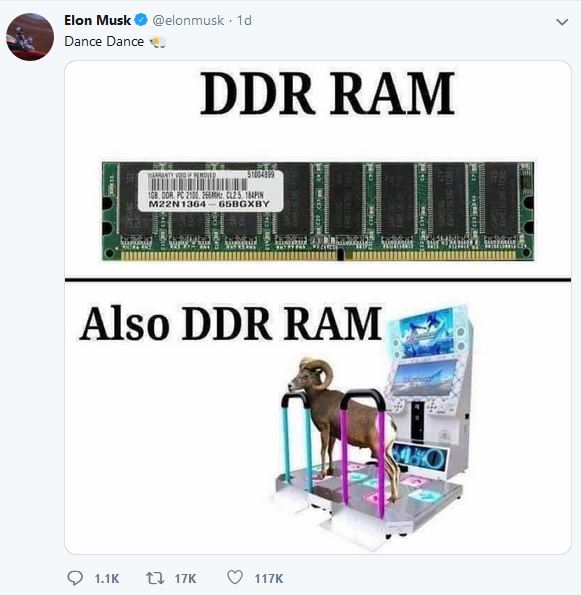 Elon Musk @elonmusk · 1d
Dance Dance
DDR RAM
WARRANTY VOID IF REMOVED 51004899
1GB, DDR, PC 2100, 266MHz, CL2.5, 184PIN
M22N1364 - 65BGXBY
Also DDR RAM
1.1K 17K 117K